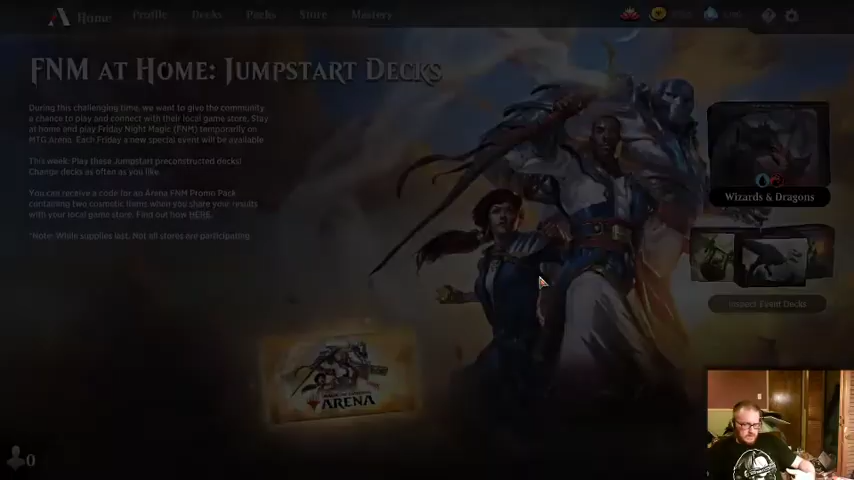 Home Profile Decks Packs Store Mastery
FNM AT HOME: JUMPSTART DECKS
During this challenging time, we want to give the community
a chance to play and connect with their local game store. Stay
at home and play Friday Night Magic (FNM) temporarily on
MTG Arena. Each Friday a new special event will be available
This week: Play these Jumpstart preconstructed decks!
Change decks as often as you like
You can receive a code for an Arena FNM Promo Pack
containing two cosmetic items when you share your results
with your local game store. Find out how HERE.
*Note: While supplies last. Not all stores are participating
Wizards & Dragons
Inspect Event Decks
ARENA
0